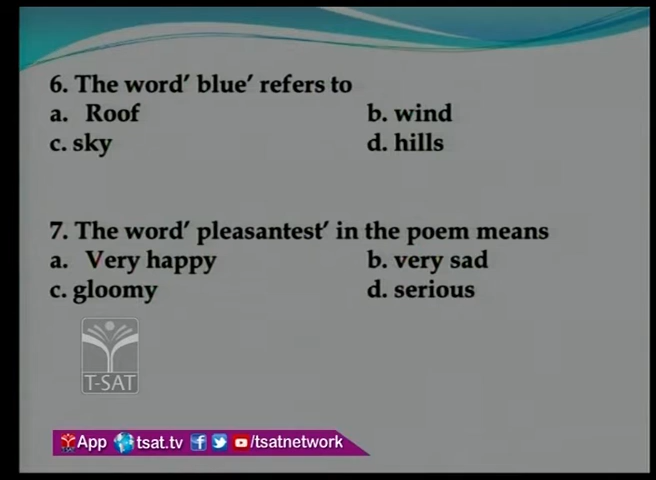 6. The word' blue' refers to
a. Roof b. wind
c. sky d. hills
7. The word' pleasantest' in the poem means
a. Very happy b. very sad
c. gloomy d. serious
T-SAT
App tsat.tv /tsatnetwork